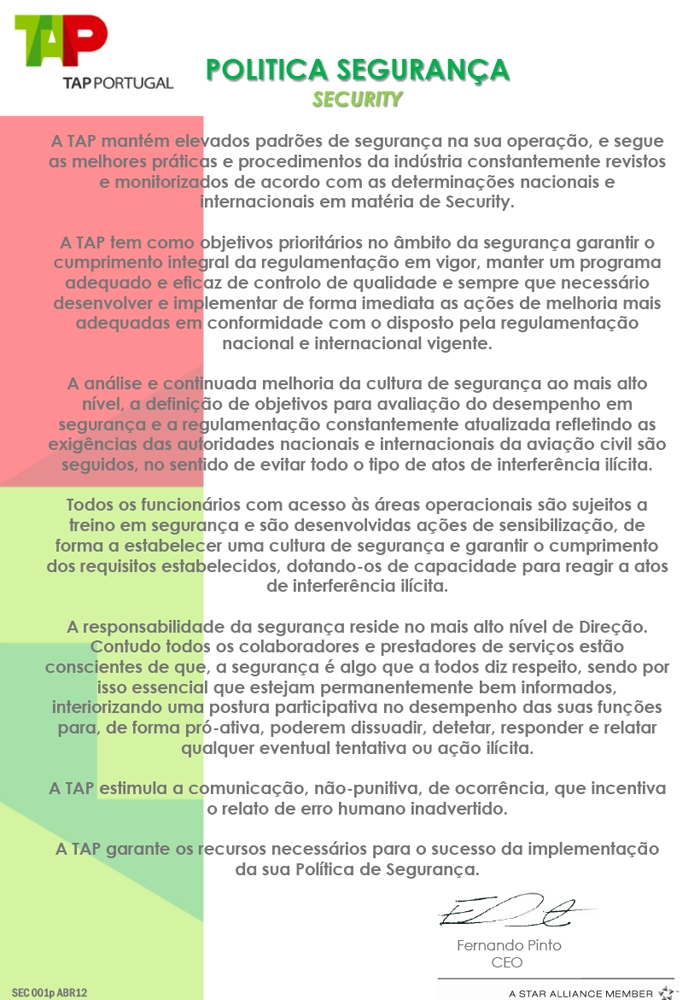 TAP
TAP PORTUGAL
POLITICA SEGURANÇA
SECURITY
A TAP mantém elevados padrões de segurança na sua operação, e segue
as melhores práticas e procedimentos da indústria constantemente revistos
e monitorizados de acordo com as determinações nacionais e
internacionais em matéria de Security.
A TAP tem como objetivos prioritários no âmbito da segurança garantir o
cumprimento integral da regulamentação em vigor, manter um programa
adequado e eficaz de controlo de qualidade e sempre que necessário
desenvolver e implementar de forma imediata as ações de melhoria mais
adequadas em conformidade com o disposto pela regulamentação
nacional e internacional vigente.
A análise e continuada melhoria da cultura de segurança ao mais alto
nível, a definição de objetivos para avaliação do desempenho em
segurança e a regulamentação constantemente atualizada refletindo as
exigências das autoridades nacionais e internacionais da aviação civil são
seguidos, no sentido de evitar todo o tipo de atos de interferência ilícita.
Todos os funcionários com acesso às áreas operacionais são sujeitos a
treino em segurança e são desenvolvidas ações de sensibilização, de
forma a estabelecer uma cultura de segurança e garantir o cumprimento
dos requisitos estabelecidos, dotando-os de capacidade para reagir a atos
de interferência ilícita.
A responsabilidade da segurança reside no mais alto nível de Direção.
Contudo todos os colaboradores e prestadores de serviços estão
conscientes de que, a segurança é algo que a todos diz respeito, sendo por
isso essencial que estejam permanentemente bem informados,
interiorizando uma postura participativa no desempenho das suas funções
para, de forma pró-ativa, poderem dissuadir, detetar, responder e relatar
qualquer eventual tentativa ou ação ilícita.
A TAP estimula a comunicação, não-punitiva, de ocorrência, que incentiva
o relato de erro humano inadvertido.
A TAP garante os recursos necessários para o sucesso da implementação
da sua Política de Segurança.
Fernando Pinto
CEO
SEC 001p ABR12
A STAR ALLIANCE MEMBER